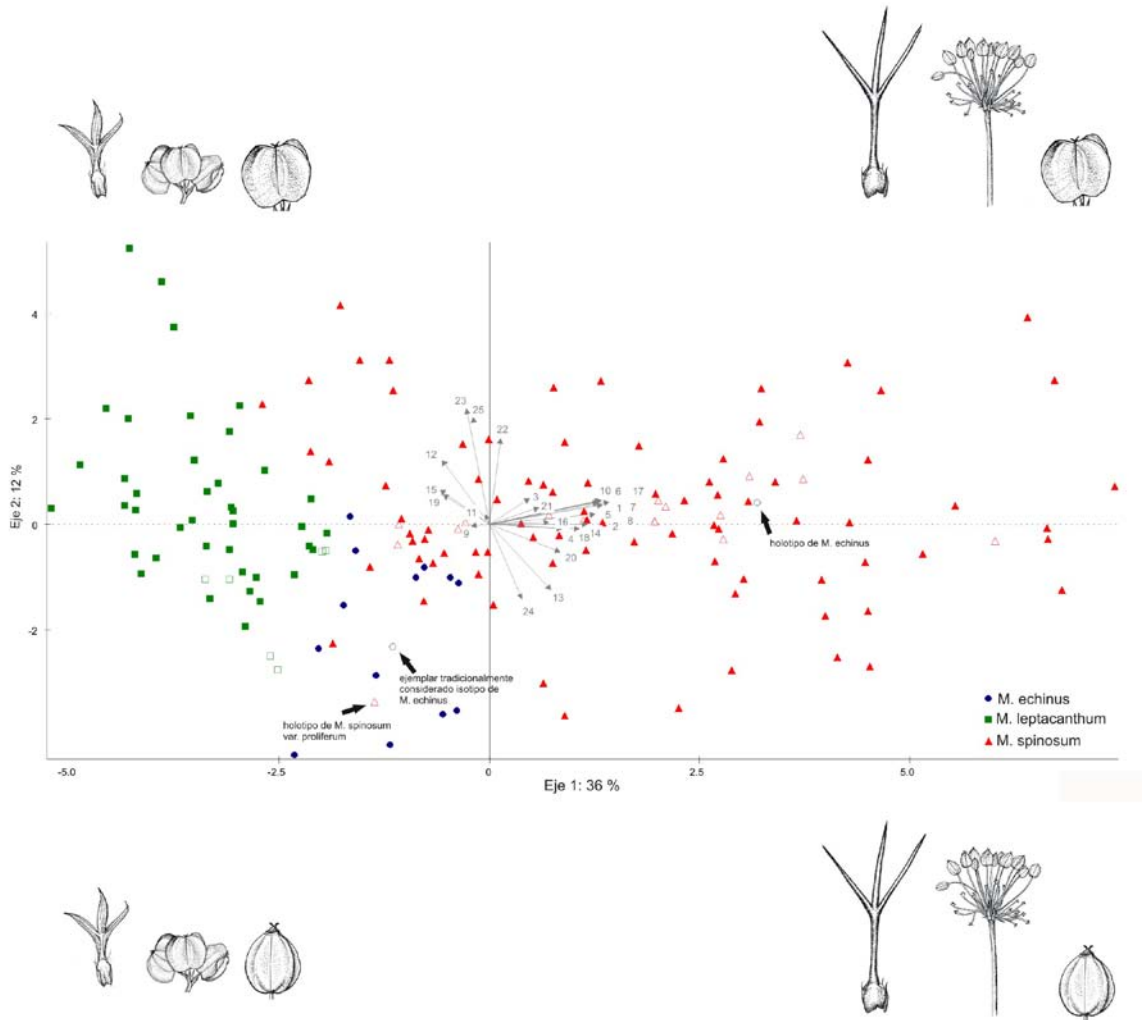 Eje 2: 12 %
4
2
0
-2
23
25
22
12
15
19
11
9
3
21
10 6 17
1 7
5
16
2 8
4 18 14
20
13
24
holotipo de M. echinus
ejemplar tradicionalmente
considerado isotipo de
M. echinus
holotipo de M. spinosum
var. proliferum
M. echinus
M. leptacanthum
M. spinosum
-5.0 -2.5 0 2.5 5.0
Eje 1: 36 %